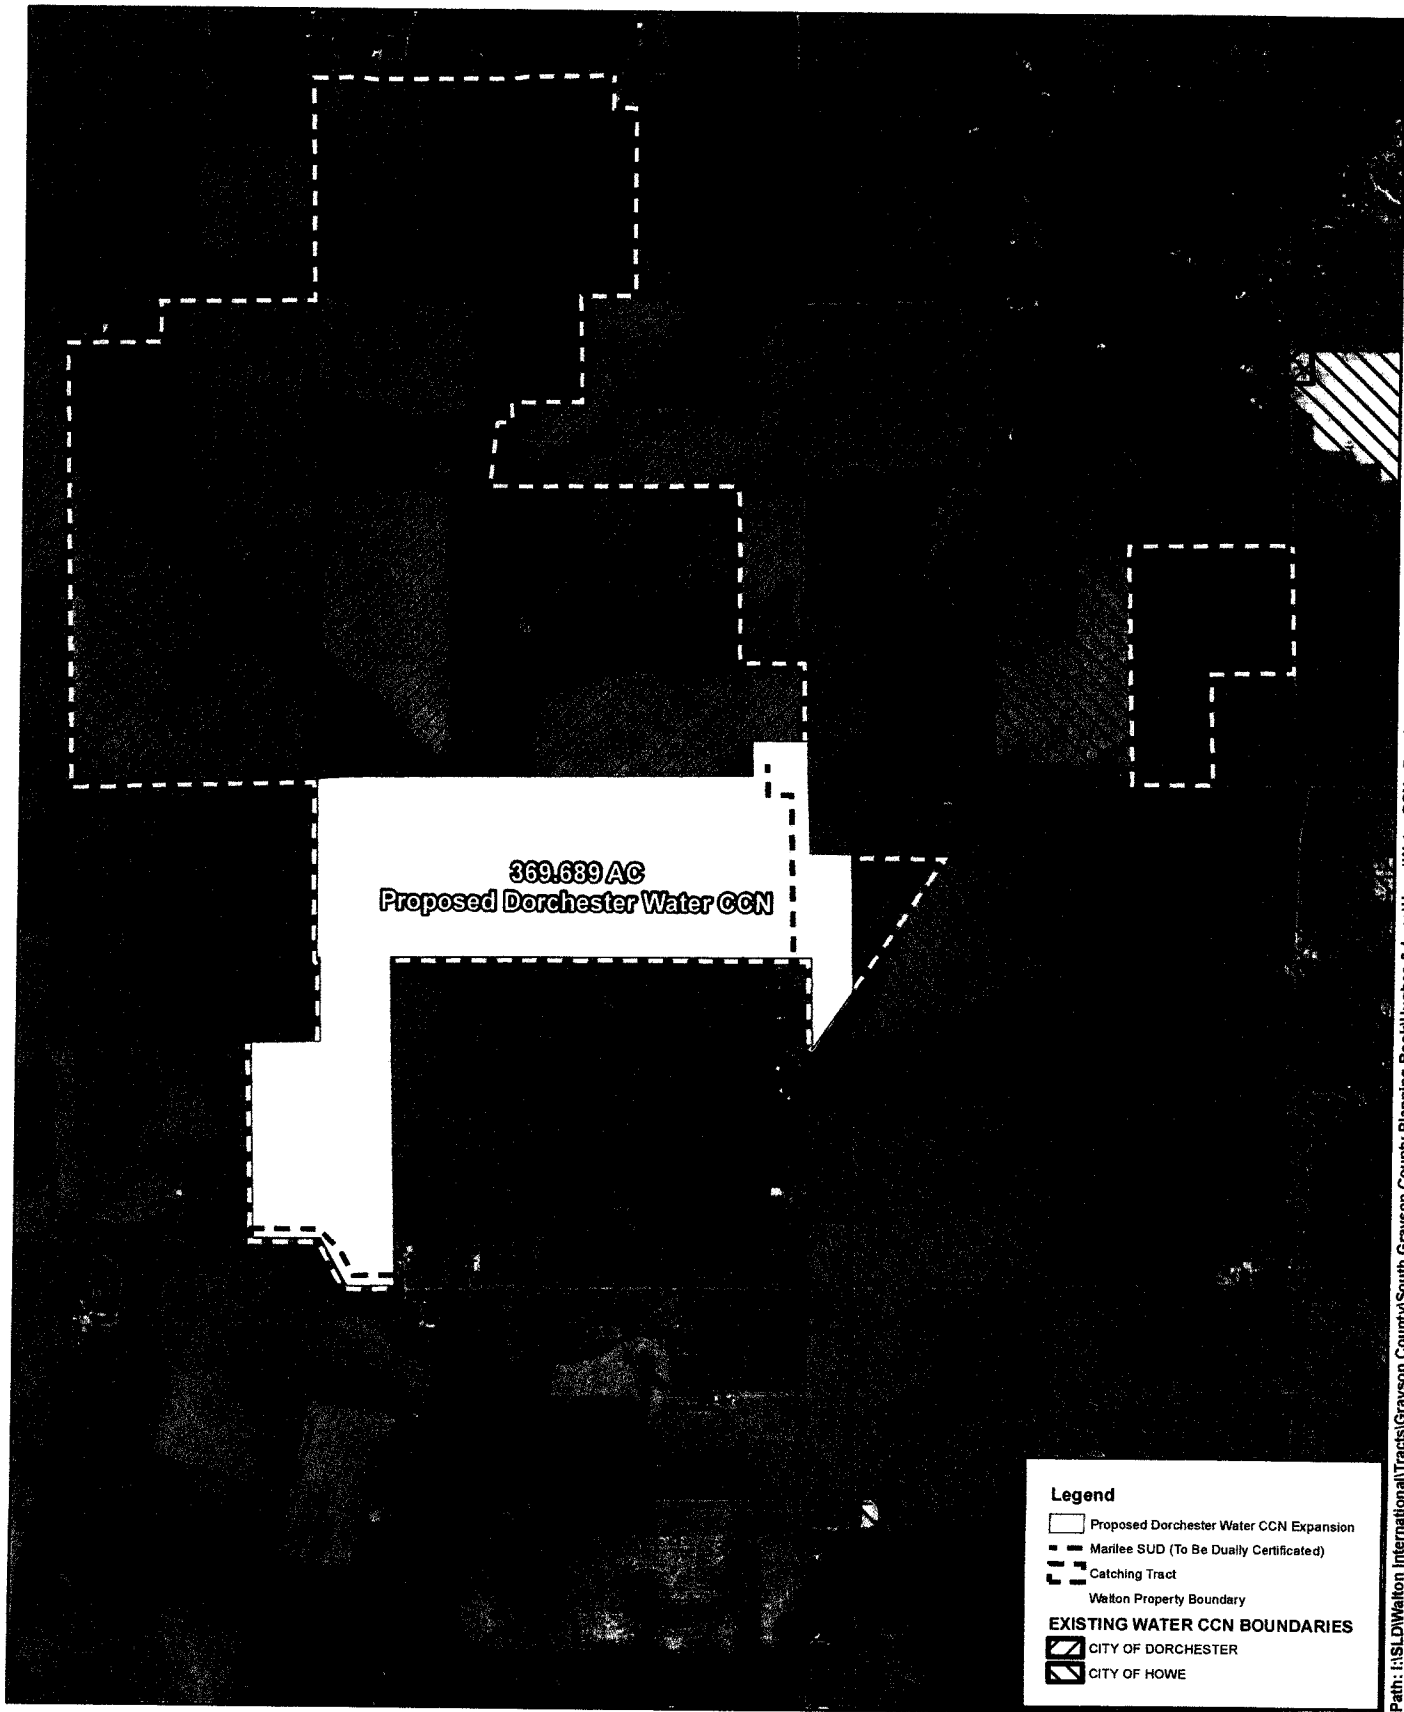 369.689 AC
Proposed Dorchester Water CCN
Legend
Proposed Dorchester Water CCN Expansion
Marilee SUD (To Be Dually Certificated)
Catching Tract
Walton Property Boundary
EXISTING WATER CCN BOUNDARIES
CITY OF DORCHESTER
CITY OF HOWE
Path: I:\SLD\Walton International\Tracts\Grayson County\South Grayson County Planning